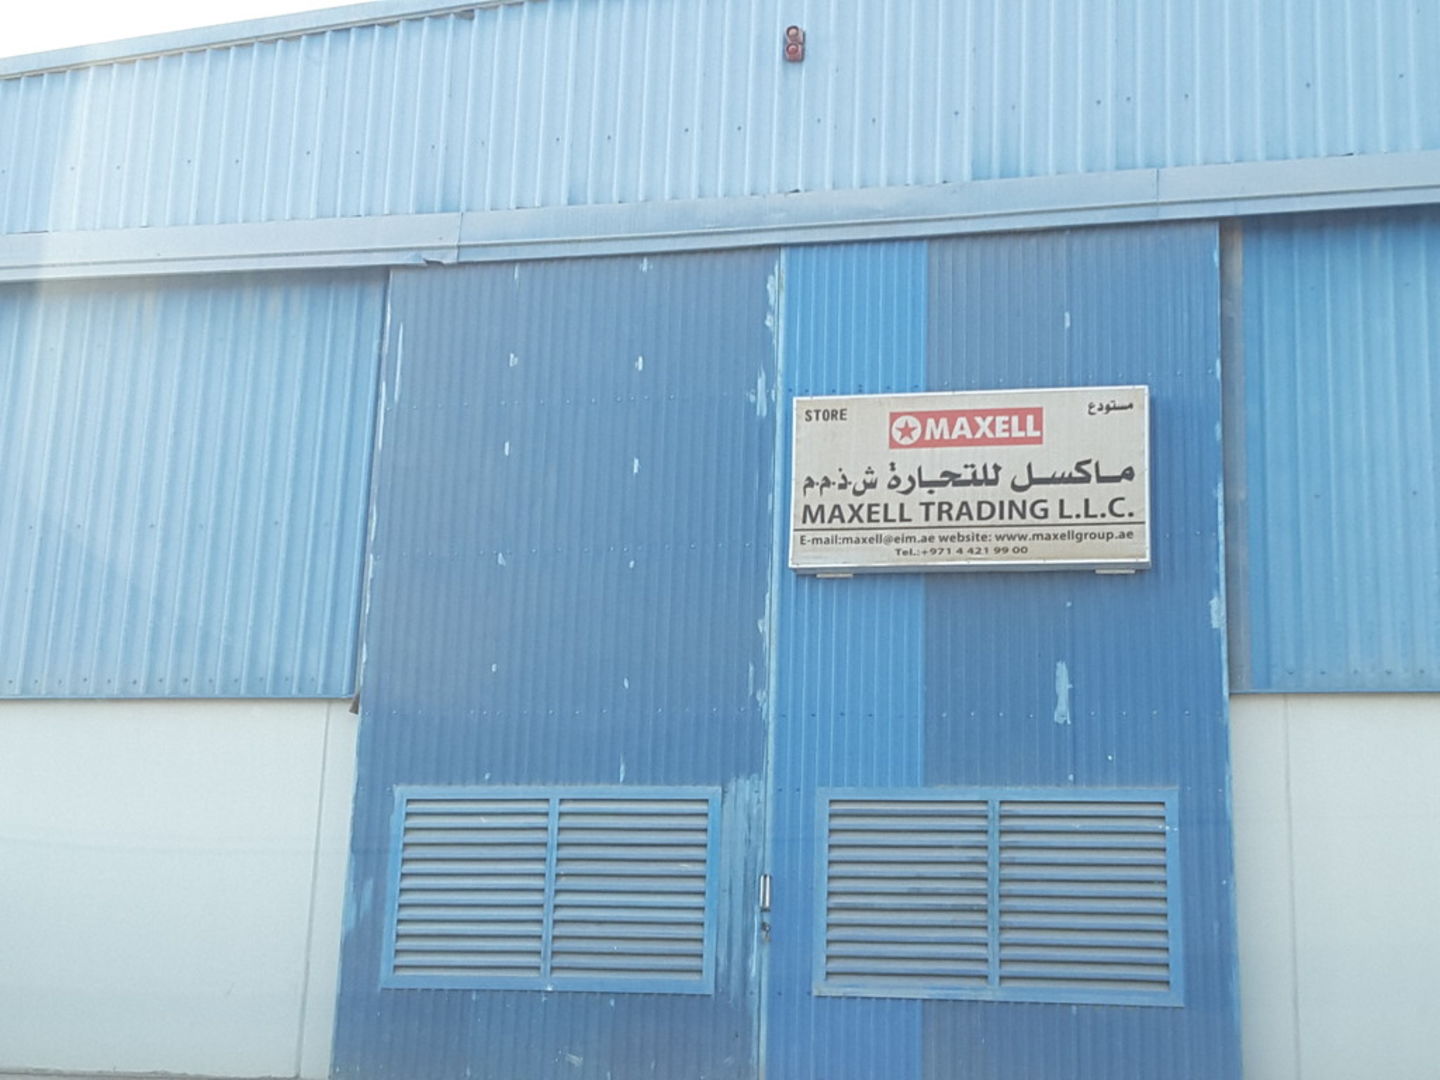 STORE
مستودع
MAXELL
ماكسل للتجارة ش.ذ.م.م
MAXELL TRADING L.L.C.
E-mail:maxell@eim.ae website: www.maxellgroup.ae
Tel.:+971 4 421 99 00